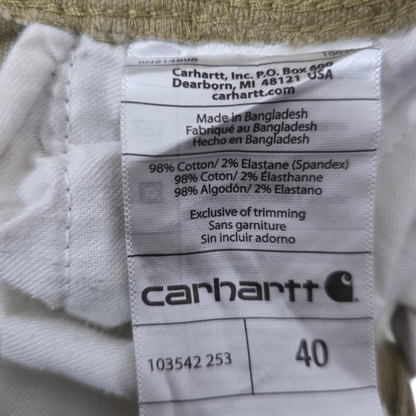 Carhartt, Inc. P.O. Box 600
Dearborn, MI 48121 USA
carhartt.com
Made in Bangladesh
Fabriqué au Bangladesh
Hecho en Bangladesh
98% Cotton/ 2% Elastane (Spandex)
98% Coton/ 2% Élasthanne
98% Algodón/ 2% Elastano
Exclusive of trimming
Sans garniture
Sin incluir adorno
carhartt
103542 253
40